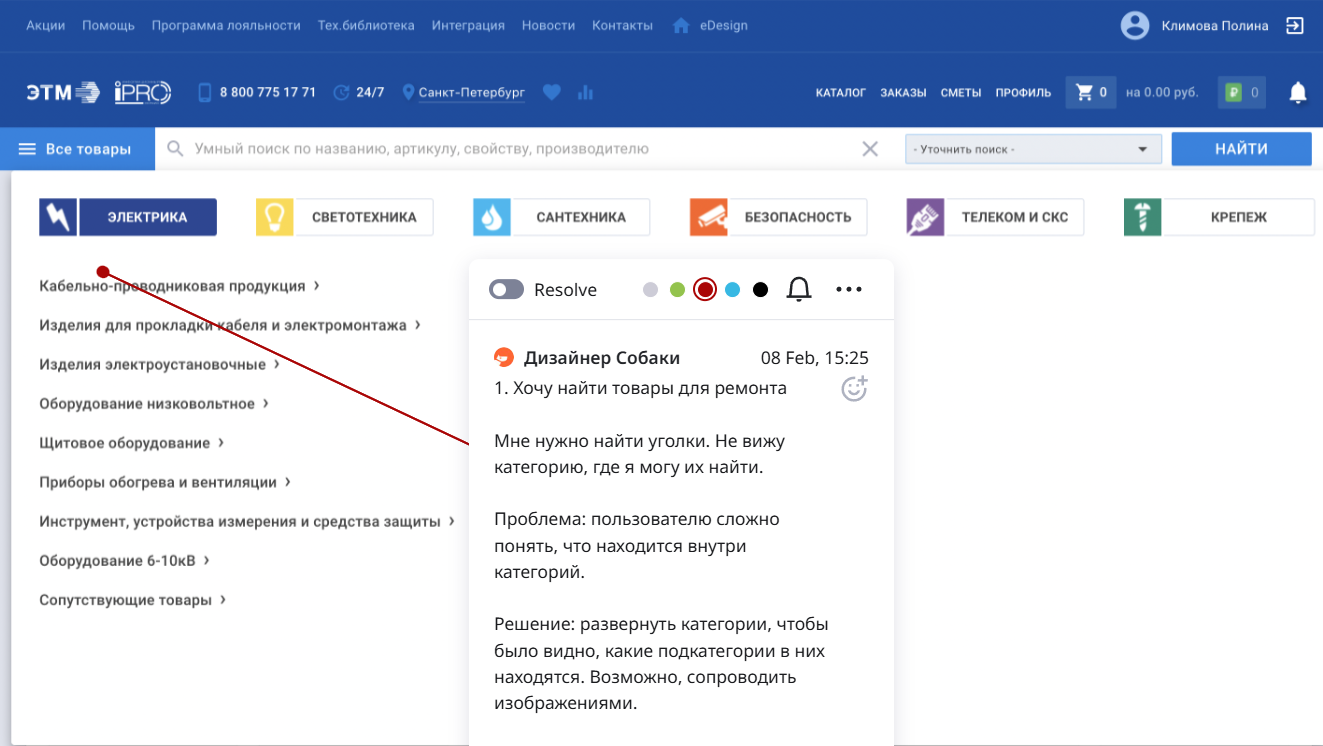 Акции Помощь Программа лояльности Тех.библиотека Интеграция Новости Контакты eDesign Климова Полина
ЭТМ iPRO 8 800 775 17 71 24/7 Санкт-Петербург КАТАЛОГ ЗАКАЗЫ СМЕТЫ ПРОФИЛЬ 0 на 0.00 руб. ₽ 0
Все товары Умный поиск по названию, артикулу, свойству, производителю - Уточнить поиск - НАЙТИ
ЭЛЕКТРИКА СВЕТОТЕХНИКА САНТЕХНИКА БЕЗОПАСНОСТЬ ТЕЛЕКОМ И СКС КРЕПЕЖ
Кабельно-проводниковая продукция
Изделия для прокладки кабеля и электромонтажа
Изделия электроустановочные
Оборудование низковольтное
Щитовое оборудование
Приборы обогрева и вентиляции
Инструмент, устройства измерения и средства защиты
Оборудование 6-10кВ
Сопутствующие товары
Resolve
Дизайнер Собаки 08 Feb, 15:25
1. Хочу найти товары для ремонта
Мне нужно найти уголки. Не вижу
категорию, где я могу их найти.
Проблема: пользователю сложно
понять, что находится внутри
категорий.
Решение: развернуть категории, чтобы
было видно, какие подкатегории в них
находятся. Возможно, сопроводить
изображениями.